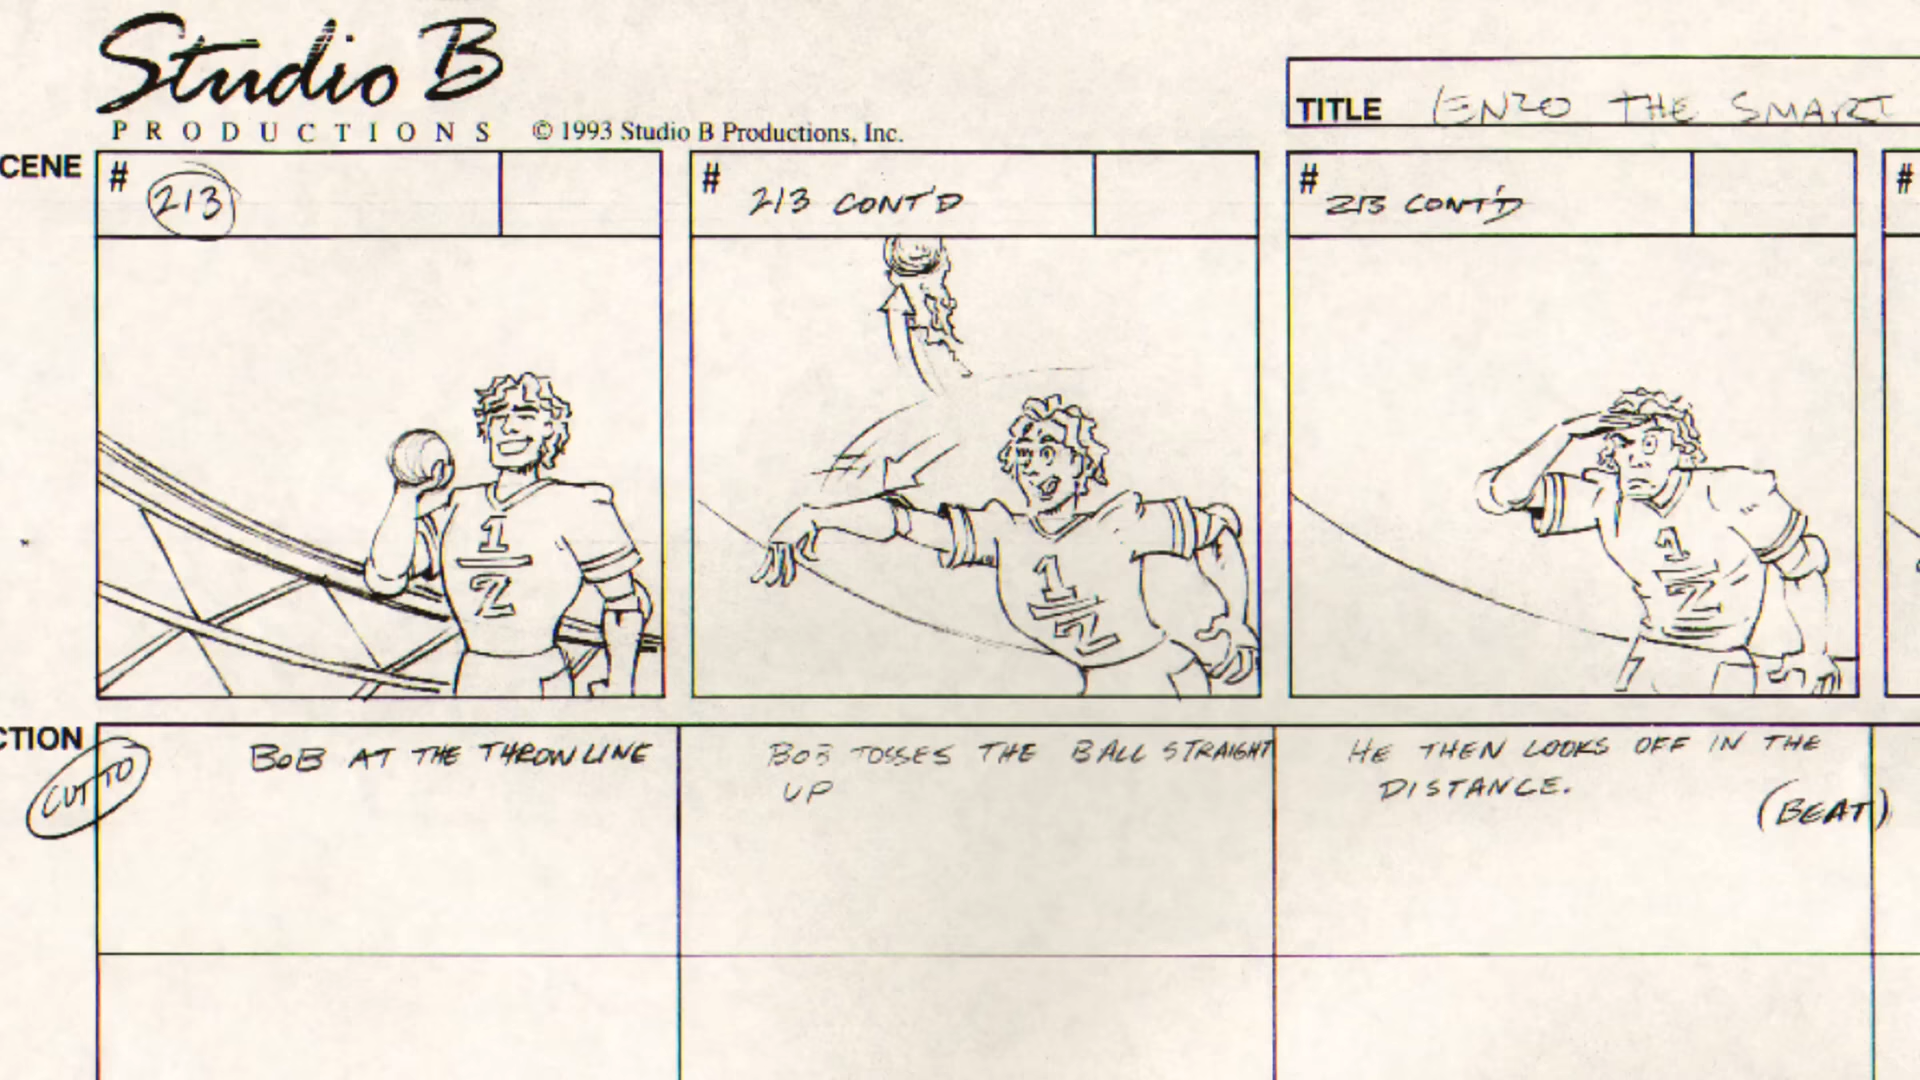 Studio B
PRODUCTIONS © 1993 Studio B Productions, Inc.
TITLE ENZO THE SMART
CENE # 213
# 213 CONT'D
# 213 CONT'D
#
1
2
1
2
1
2
CTION
CUT TO
BOB AT THE THROW LINE
BOB TOSSES THE BALL STRAIGHT
UP
HE THEN LOOKS OFF IN THE
DISTANCE.
(BEAT)